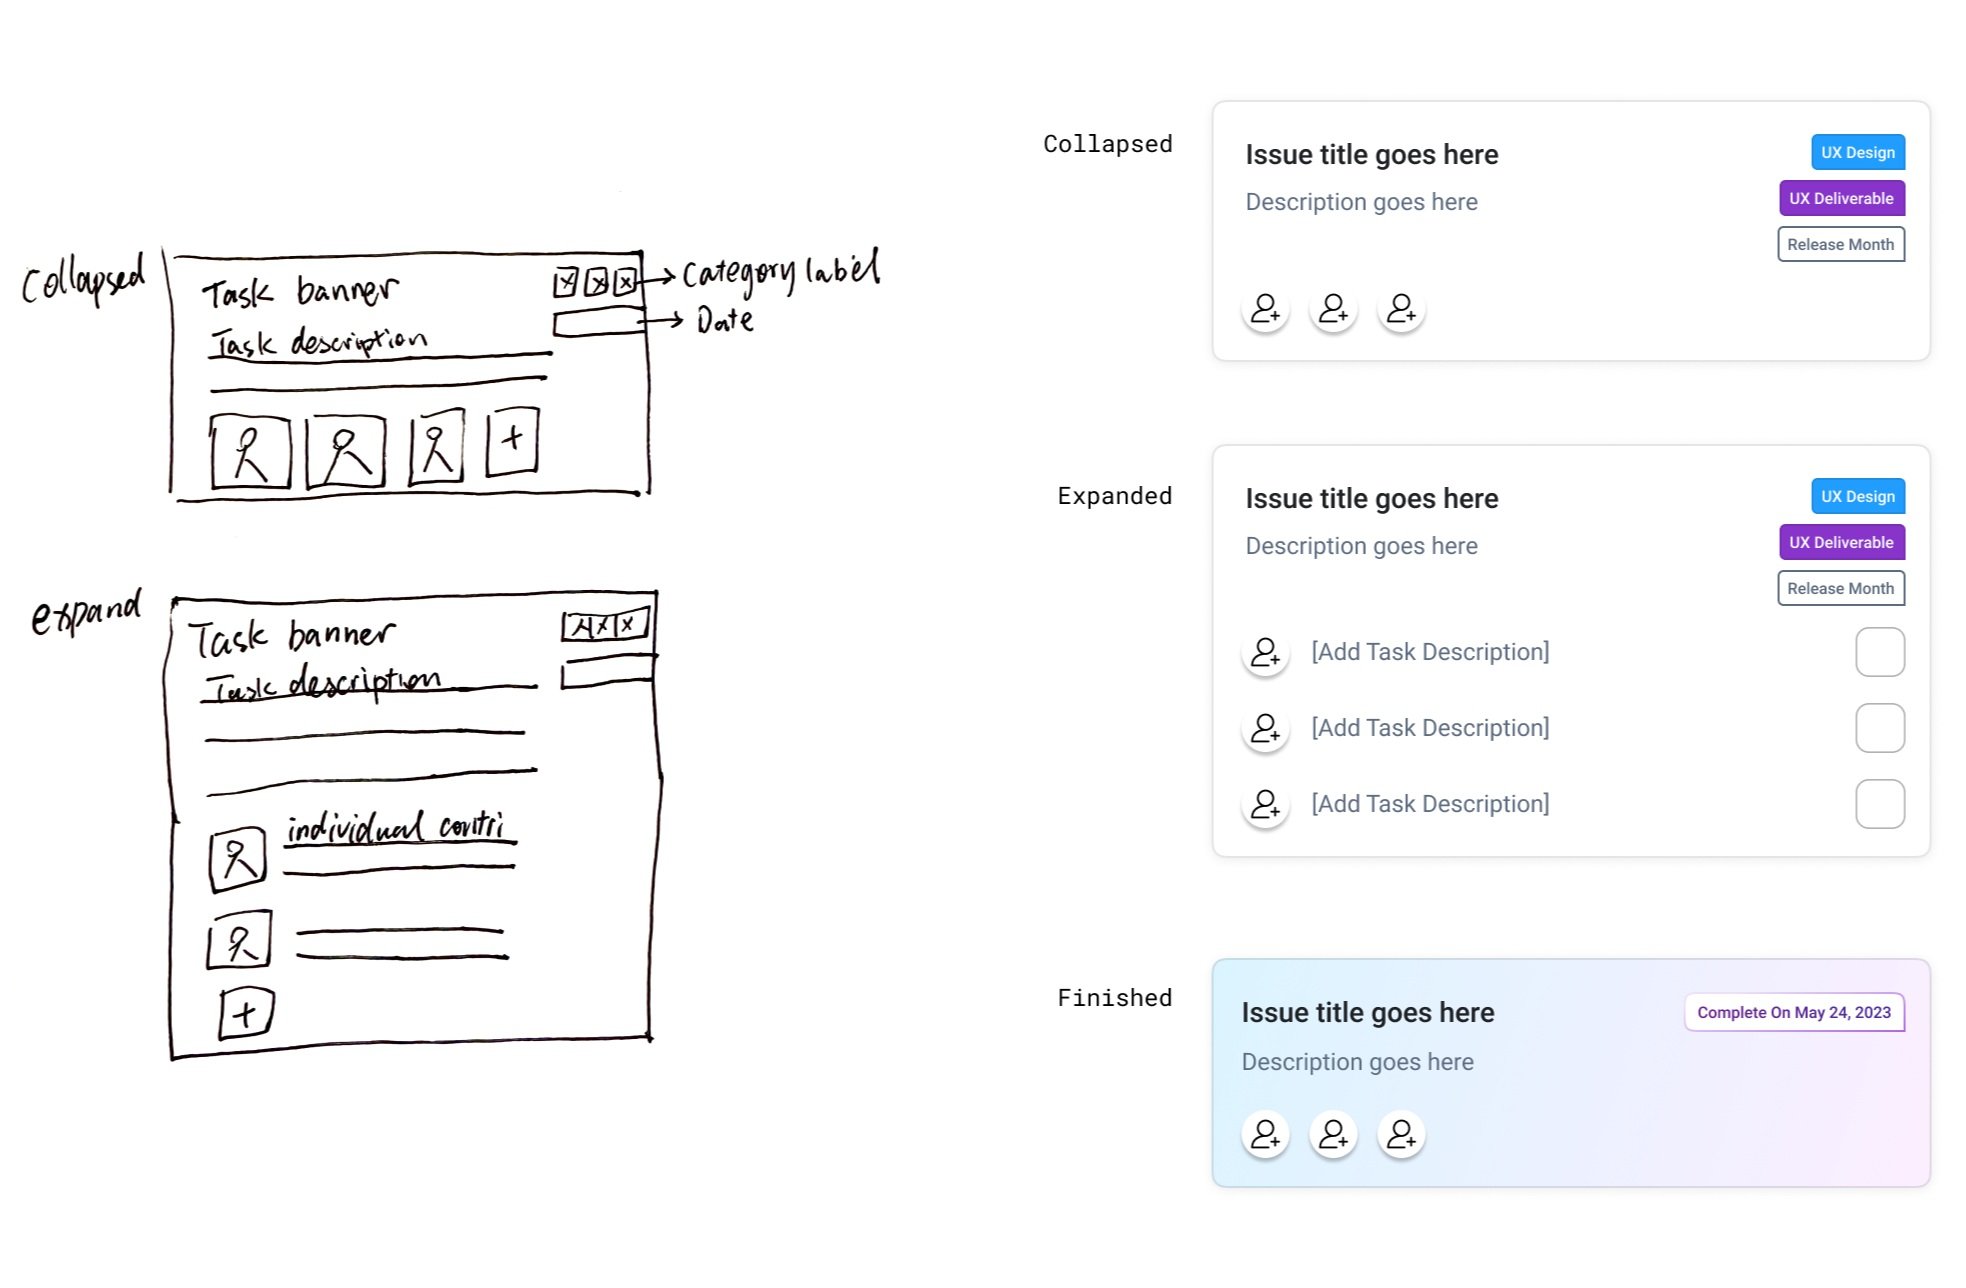 Collapsed
Task banner
Category label
Date
Task description
expand
Task banner
Task description
individual contri
Collapsed
Issue title goes here
Description goes here
UX Design
UX Deliverable
Release Month
Expanded
Issue title goes here
Description goes here
UX Design
UX Deliverable
Release Month
[Add Task Description]
[Add Task Description]
[Add Task Description]
Finished
Issue title goes here
Complete On May 24, 2023
Description goes here